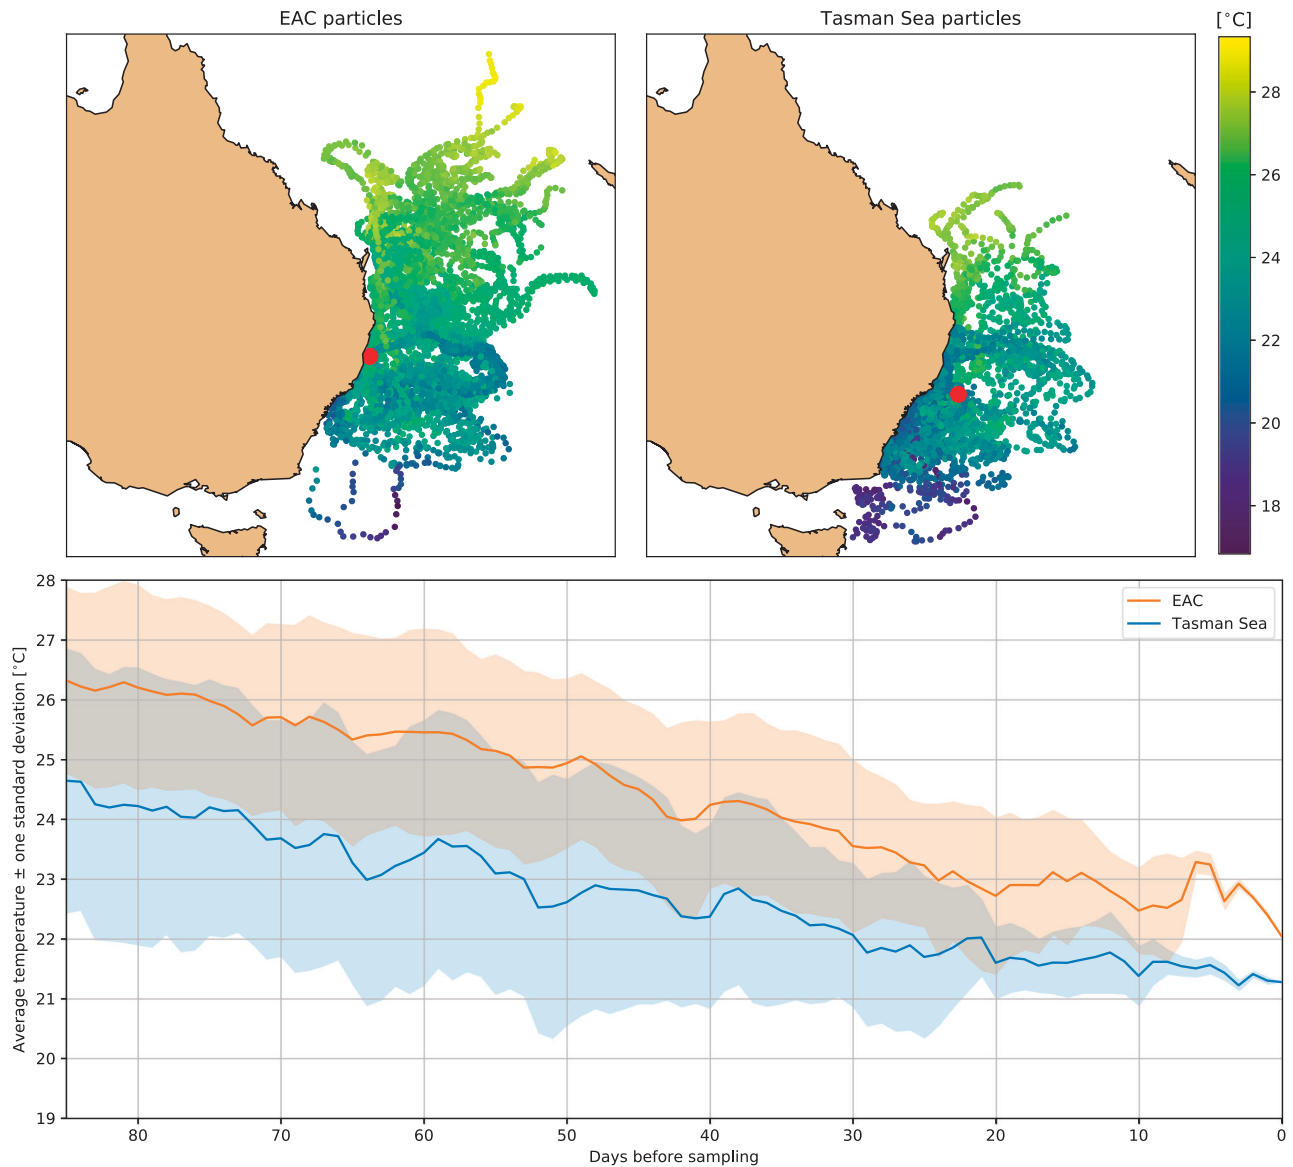 EAC particles
Tasman Sea particles
[°C]
28
26
24
22
20
18
28
27
26
25
24
23
22
21
20
19
Average temperature ± one standard deviation [°C]
EAC
Tasman Sea
80 70 60 50 40 30 20 10 0
Days before sampling